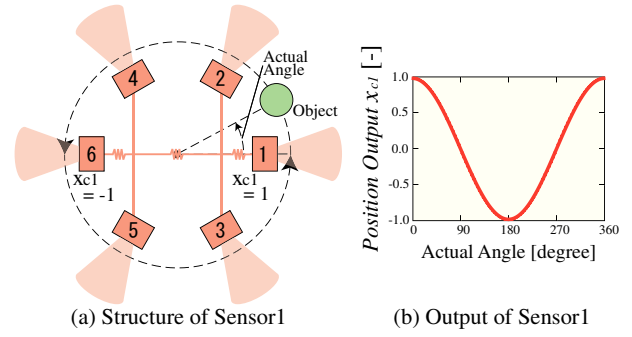 4
2
Actual
Angle
Object
6
1
xc1
= -1
xc1
= 1
5
3
(a) Structure of Sensor1
Position Output xc1 [-]
1.0
0.5
0.0
-0.5
-1.0
0
90
180
270
360
Actual Angle [degree]
(b) Output of Sensor1